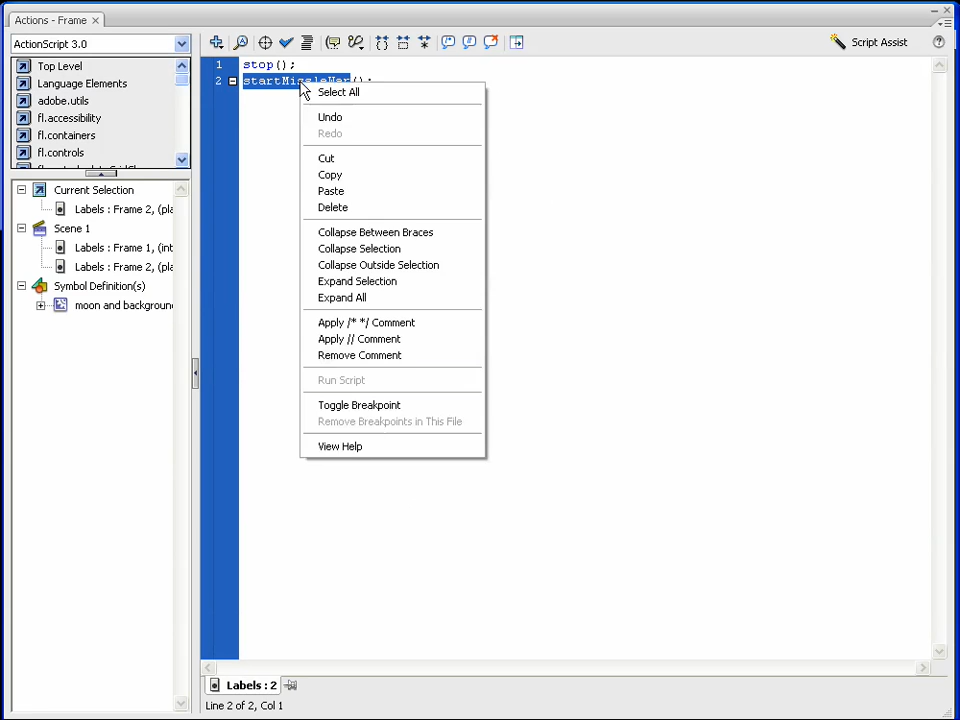 Actions - Frame
ActionScript 3.0
Script Assist
Top Level
Language Elements
adobe.utils
fl.accessibility
fl.containers
fl.controls
Current Selection
Labels : Frame 2, (pla
Scene 1
Labels : Frame 1, (int
Labels : Frame 2, (pla
Symbol Definition(s)
moon and backgroun
1 stop();
2 startMissleWar();
Select All
Undo
Redo
Cut
Copy
Paste
Delete
Collapse Between Braces
Collapse Selection
Collapse Outside Selection
Expand Selection
Expand All
Apply /* */ Comment
Apply // Comment
Remove Comment
Run Script
Toggle Breakpoint
Remove Breakpoints in This File
View Help
Labels : 2
Line 2 of 2, Col 1